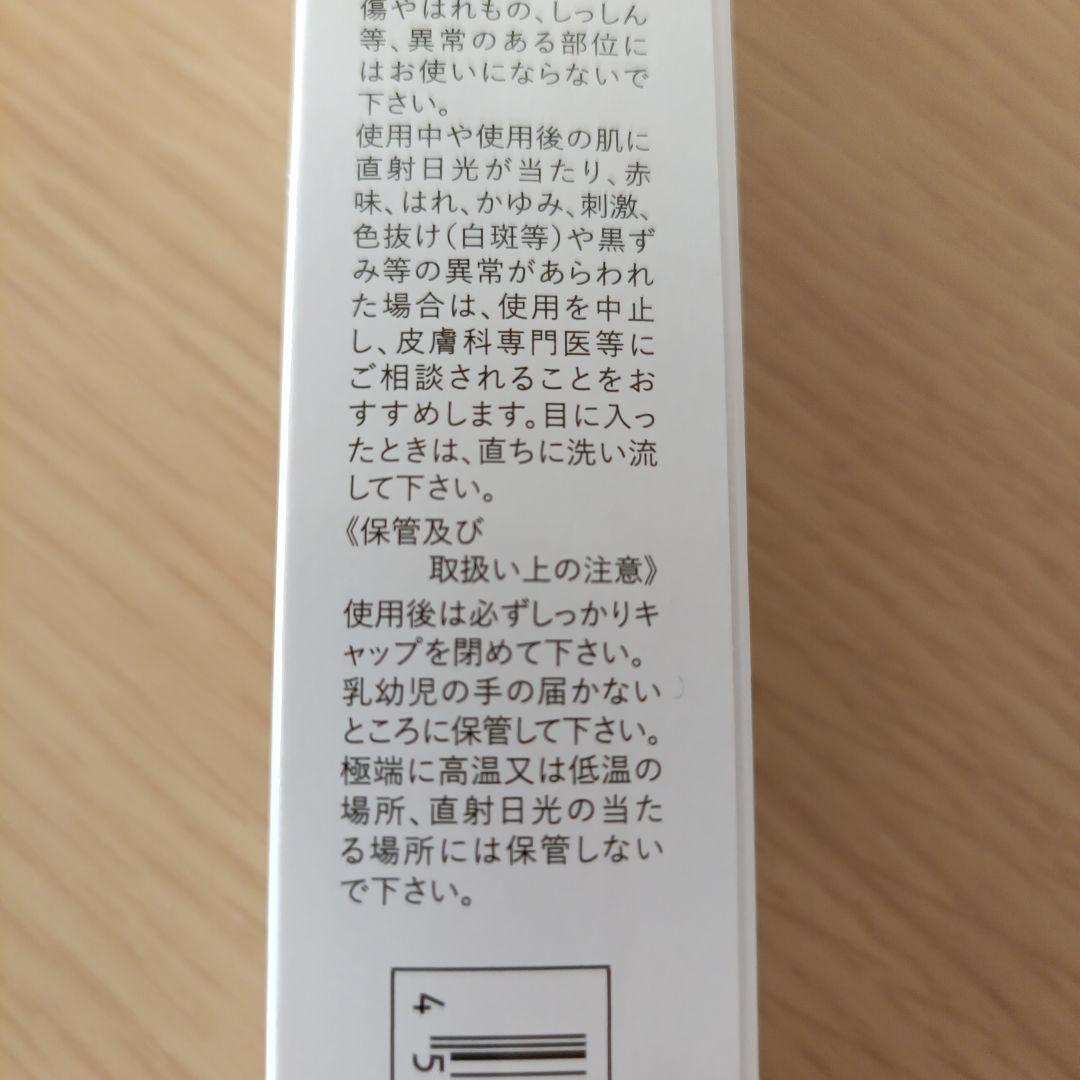 傷やはれもの、しっしん
等、異常のある部位に
はお使いにならないで
下さい。
使用中や使用後の肌に
直射日光が当たり、赤
味、はれ、かゆみ、刺激、
色抜け(白斑等)や黒ず
み等の異常があらわれ
た場合は、使用を中止
し、皮膚科専門医等に
ご相談されることをお
すすめします。目に入っ
たときは、直ちに洗い流
して下さい。
《保管及び
取扱い上の注意》
使用後は必ずしっかりキ
ャップを閉めて下さい。
乳幼児の手の届かない
ところに保管して下さい。
極端に高温又は低温の
場所、直射日光の当た
る場所には保管しない
で下さい。
4 5